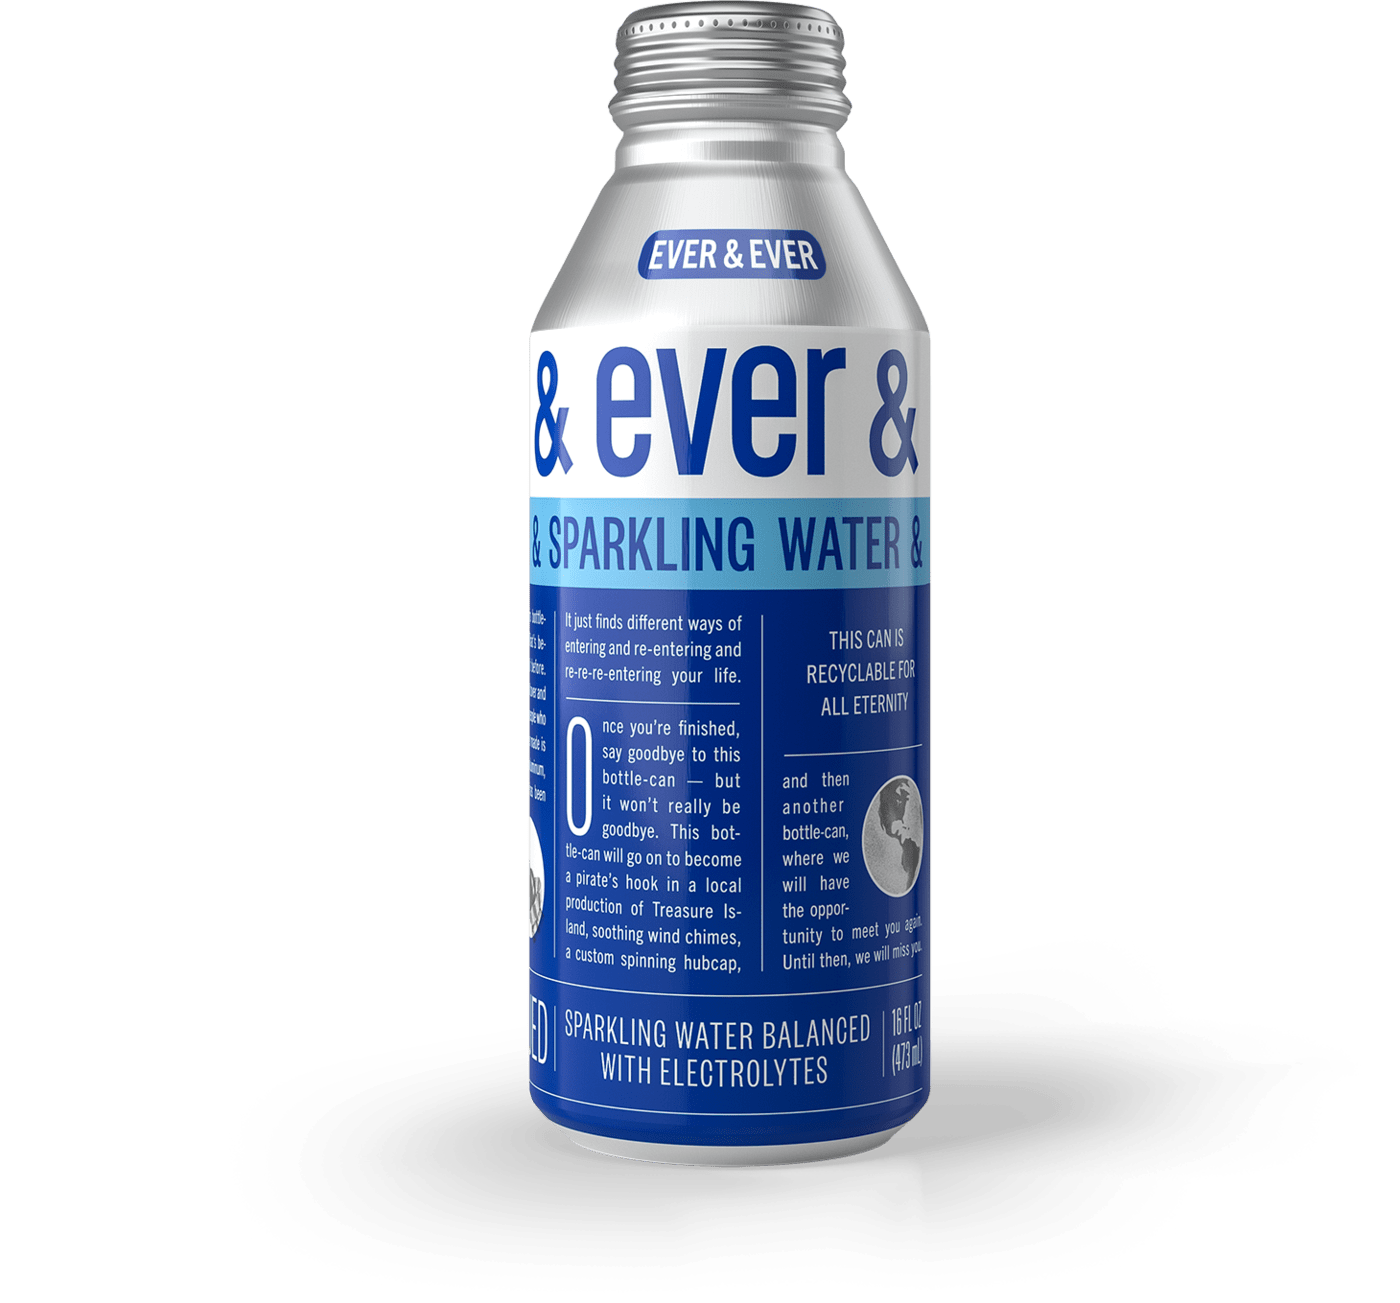 EVER & EVER
& ever &
& SPARKLING WATER &
It just finds different ways of
entering and re-entering and
re-re-re-entering your life.
Once you're finished,
say goodbye to this
bottle-can — but
it won't really be
goodbye. This bot-
tle-can will go on to become
a pirate's hook in a local
production of Treasure Is-
land, soothing wind chimes,
a custom spinning hubcap,
THIS CAN IS
RECYCLABLE FOR
ALL ETERNITY
and then
another
bottle-can,
where we
will have
the oppor-
tunity to meet you again.
Until then, we will miss you.
SPARKLING WATER BALANCED
WITH ELECTROLYTES
16 FL OZ
(473 mL)